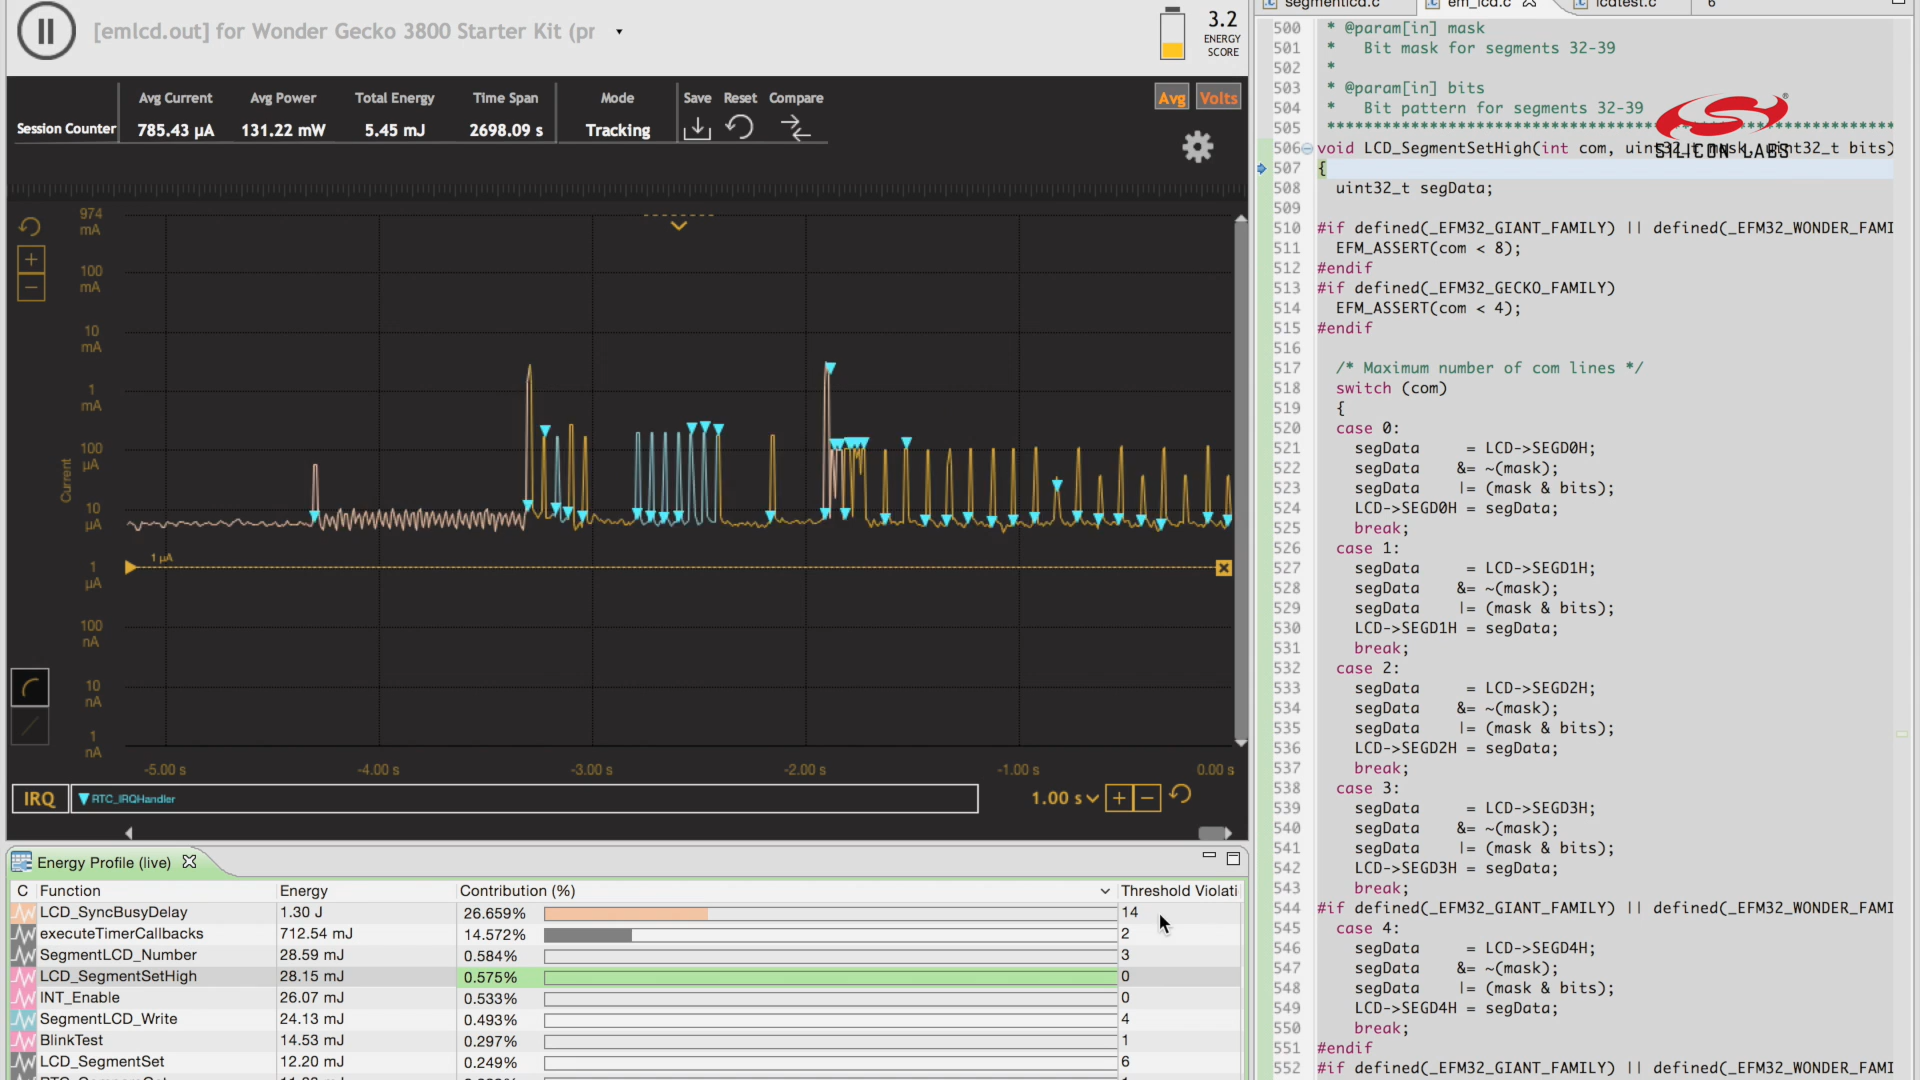 [emlcd.out] for Wonder Gecko 3800 Starter Kit (pr
3.2
ENERGY
SCORE
Session Counter
Avg Current
785.43 µA
Avg Power
131.22 mW
Total Energy
5.45 mJ
Time Span
2698.09 s
Mode
Tracking
Save Reset Compare
Avg Volts
974
mA
100
mA
10
mA
1
mA
100
µA
10
µA
1
µA
100
nA
10
nA
1
nA
Current
1 µA
-5.00 s -4.00 s -3.00 s -2.00 s -1.00 s 0.00 s
IRQ RTC_IRQHandler
1.00 s
Energy Profile (live)
C Function Energy Contribution (%) Threshold Violati
LCD_SyncBusyDelay 1.30 J 26.659% 14
executeTimerCallbacks 712.54 mJ 14.572% 2
SegmentLCD_Number 28.59 mJ 0.584% 3
LCD_SegmentSetHigh 28.15 mJ 0.575% 0
INT_Enable 26.07 mJ 0.533% 0
SegmentLCD_Write 24.13 mJ 0.493% 4
BlinkTest 14.53 mJ 0.297% 1
LCD_SegmentSet 12.20 mJ 0.249% 6
segmentlcd.c em_lcd.c lcdtest.c 6
500 * @param[in] mask
501 * Bit mask for segments 32-39
502 *
503 * @param[in] bits
504 * Bit pattern for segments 32-39
505
SILICON LABS
506 void LCD_SegmentSetHigh(int com, uint32_t mask, uint32_t bits)
507 {
508 uint32_t segData;
509
510 #if defined(_EFM32_GIANT_FAMILY) || defined(_EFM32_WONDER_FAMI
511 EFM_ASSERT(com < 8);
512 #endif
513 #if defined(_EFM32_GECKO_FAMILY)
514 EFM_ASSERT(com < 4);
515 #endif
516
517 /* Maximum number of com lines */
518 switch (com)
519 {
520 case 0:
521 segData = LCD->SEGD0H;
522 segData &= ~(mask);
523 segData |= (mask & bits);
524 LCD->SEGD0H = segData;
525 break;
526 case 1:
527 segData = LCD->SEGD1H;
528 segData &= ~(mask);
529 segData |= (mask & bits);
530 LCD->SEGD1H = segData;
531 break;
532 case 2:
533 segData = LCD->SEGD2H;
534 segData &= ~(mask);
535 segData |= (mask & bits);
536 LCD->SEGD2H = segData;
537 break;
538 case 3:
539 segData = LCD->SEGD3H;
540 segData &= ~(mask);
541 segData |= (mask & bits);
542 LCD->SEGD3H = segData;
543 break;
544 #if defined(_EFM32_GIANT_FAMILY) || defined(_EFM32_WONDER_FAMI
545 case 4:
546 segData = LCD->SEGD4H;
547 segData &= ~(mask);
548 segData |= (mask & bits);
549 LCD->SEGD4H = segData;
550 break;
551 #endif
552 #if defined(_EFM32_GIANT_FAMILY) || defined(_EFM32_WONDER_FAMI